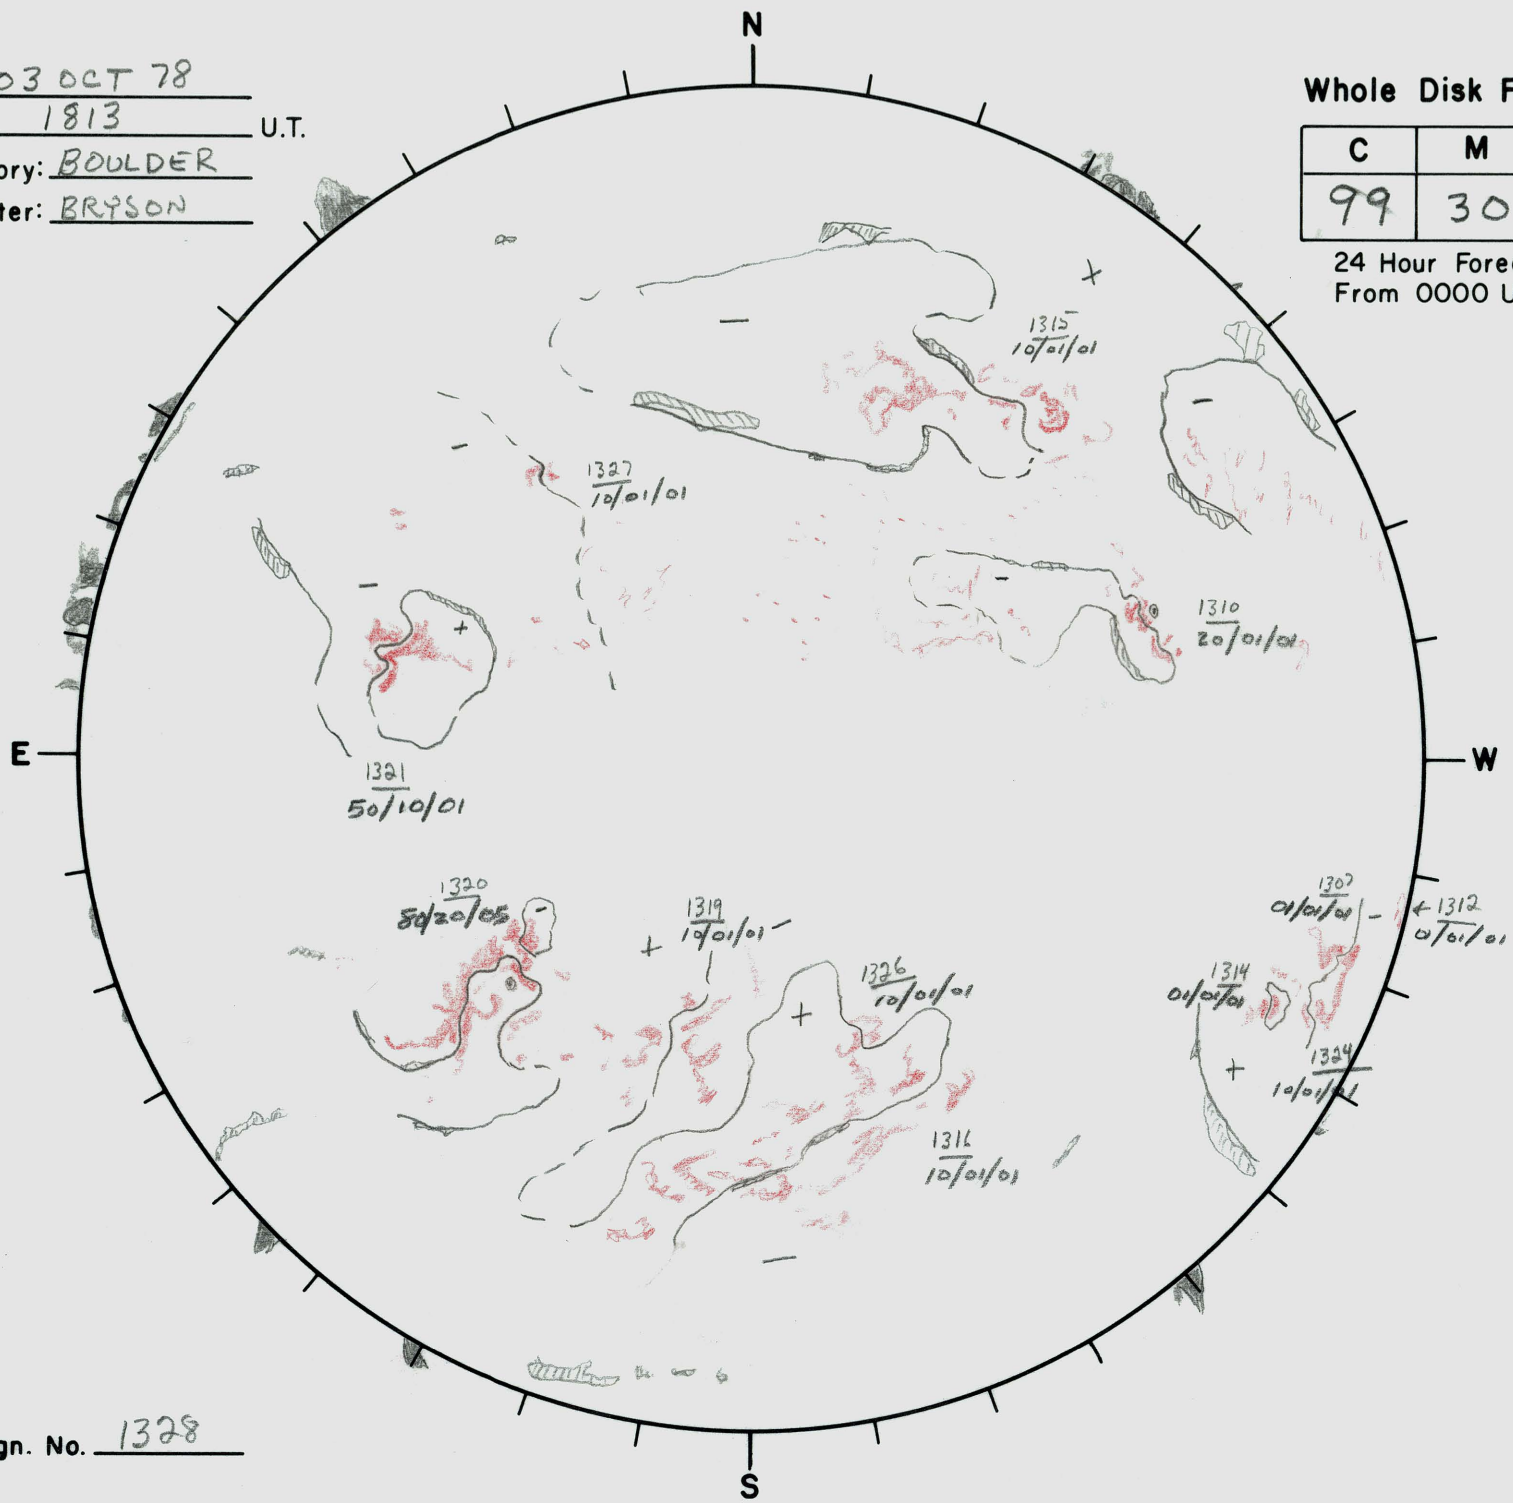 N
03 OCT 78
1813 U.T.
ory: BOULDER
ter: BRYSON
Whole Disk F
C M
99 30
24 Hour Fore
From 0000 U
+
1315
10/01/01
−
−
−
1327
10/01/01
−
+
−
1310
20/01/01
E
W
1321
50/10/01
1320
80/20/05
−
1319
10/01/01 −
+
1307
01/01/01 −
←1312
0/01/01
1326
10/01/01
1314
01/01/01
+
+
1324
10/01/01
1316
10/01/01
−
gn. No. 1328
S